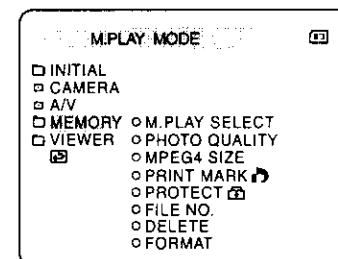 M.PLAY MODE
INITIAL
CAMERA
A/V
MEMORY
VIEWER
M.PLAY SELECT
PHOTO QUALITY
MPEG4 SIZE
PRINT MARK
PROTECT
FILE NO.
DELETE
FORMAT